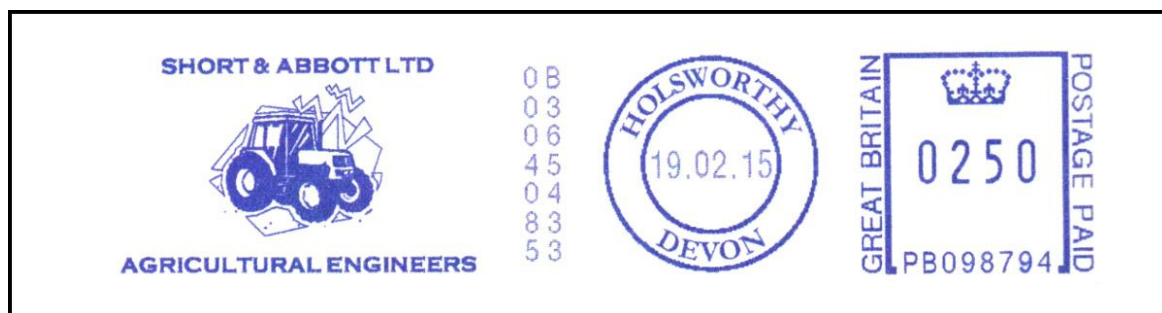 SHORT & ABBOTT LTD
AGRICULTURAL ENGINEERS
0B
03
06
45
04
83
53
HOLSWORTHY
19.02.15
DEVON
GREAT BRITAIN
0250
PB098794
POSTAGE PAID